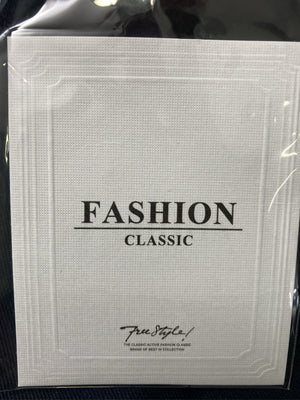 FASHION
CLASSIC
Free Style!
THE CLASSIC ACTIVE FASHION CLASSIC
BRAND OF BEST IN COLLECTION